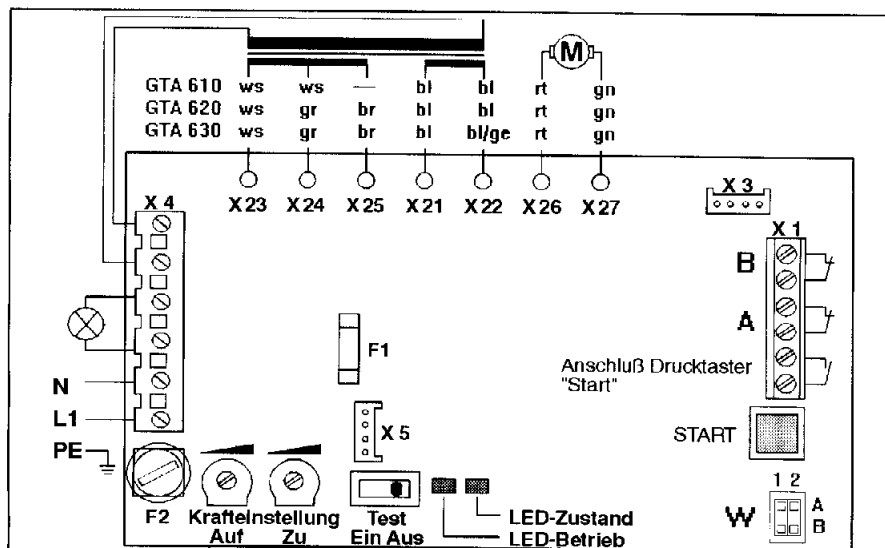 M
GTA 610 ws ws — bl bl rt gn
GTA 620 ws gr br bl bl rt gn
GTA 630 ws gr br bl bl/ge rt gn
X 4 X23 X24 X25 X21 X22 X26 X27 X 3
X 1
B
A
F1
Anschluß Drucktaster
"Start"
N
L1
X 5
START
PE
1 2
W A
B
F2 Krafteinstellung Test LED-Zustand
Auf Zu Ein Aus LED-Betrieb